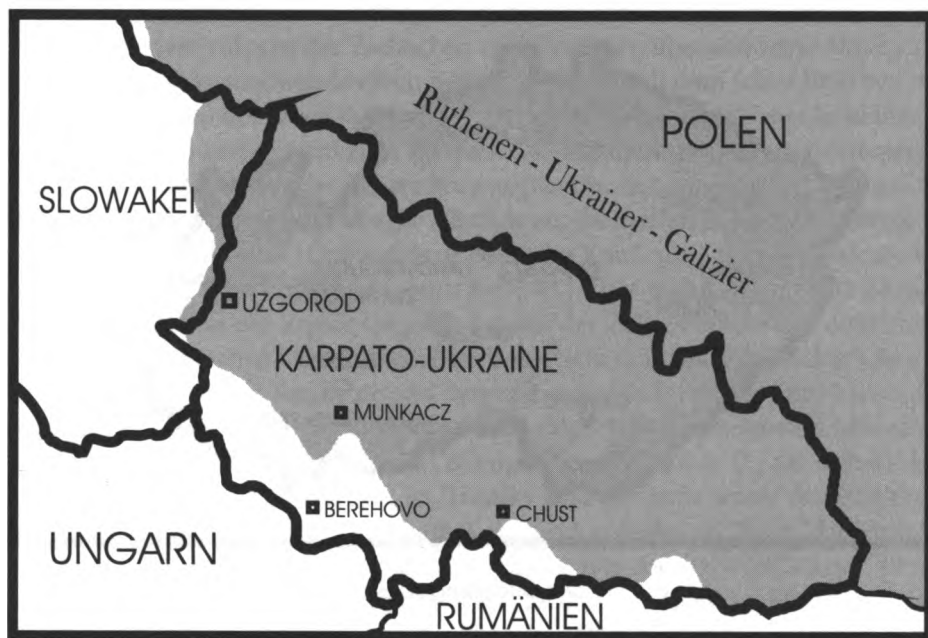 POLEN
Ruthenen - Ukrainer - Galizier
SLOWAKEI
UZGOROD
KARPATO-UKRAINE
MUNKACZ
BEREHOVO
CHUST
UNGARN
RUMÄNIEN